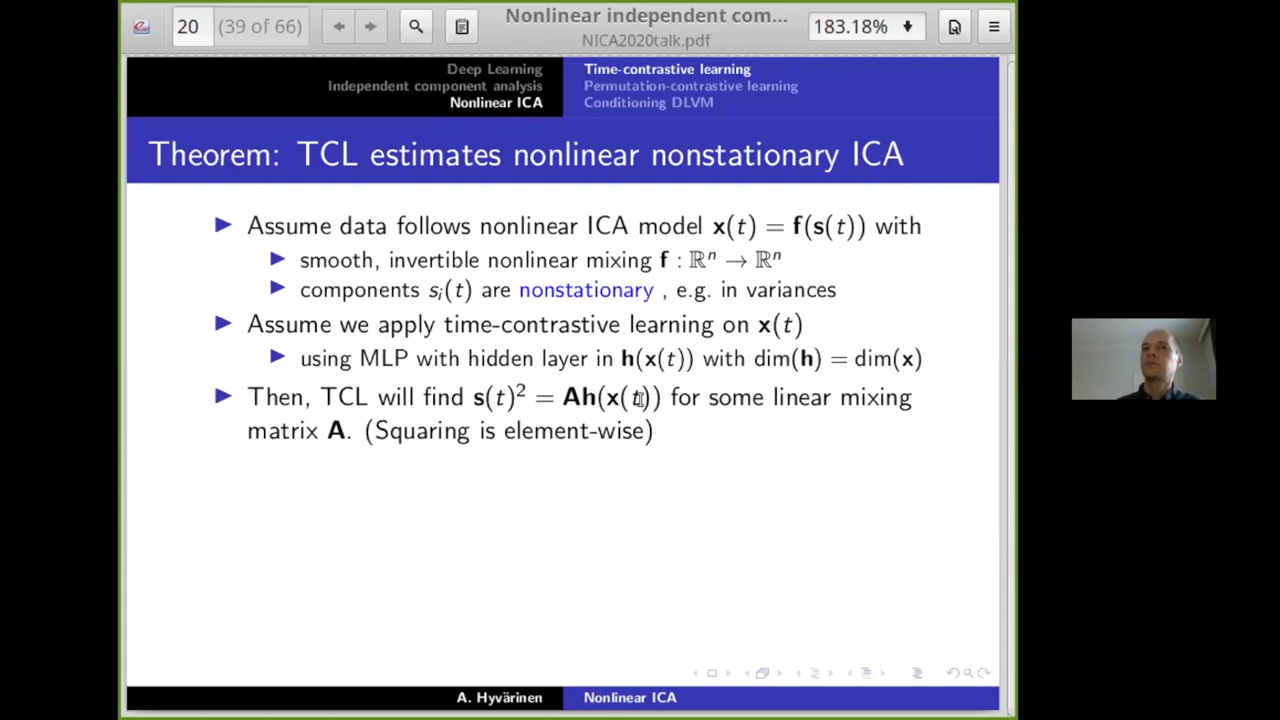 20 (39 of 66)
Nonlinear independent com...
NICA2020talk.pdf
183.18%
Deep Learning
Independent component analysis
Nonlinear ICA
Time-contrastive learning
Permutation-contrastive learning
Conditioning DLVM
Theorem: TCL estimates nonlinear nonstationary ICA
Assume data follows nonlinear ICA model x(t) = f(s(t)) with
smooth, invertible nonlinear mixing f : ℝⁿ → ℝⁿ
components sᵢ(t) are nonstationary , e.g. in variances
Assume we apply time-contrastive learning on x(t)
using MLP with hidden layer in h(x(t)) with dim(h) = dim(x)
Then, TCL will find s(t)² = Ah(x(t)) for some linear mixing
matrix A. (Squaring is element-wise)
A. Hyvärinen
Nonlinear ICA